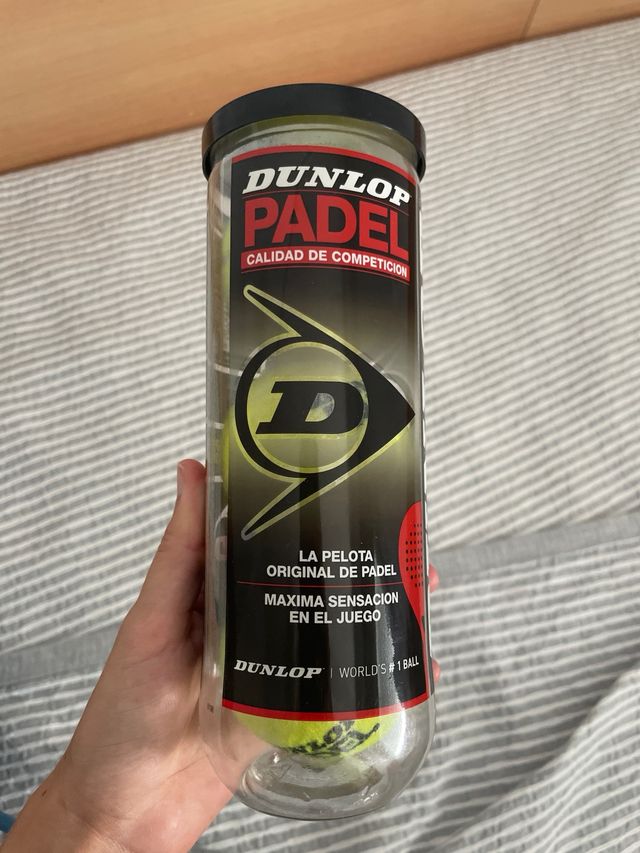 DUNLOP
PADEL
CALIDAD DE COMPETICION
D
LA PELOTA
ORIGINAL DE PADEL
MAXIMA SENSACION
EN EL JUEGO
DUNLOP | WORLD'S #1 BALL